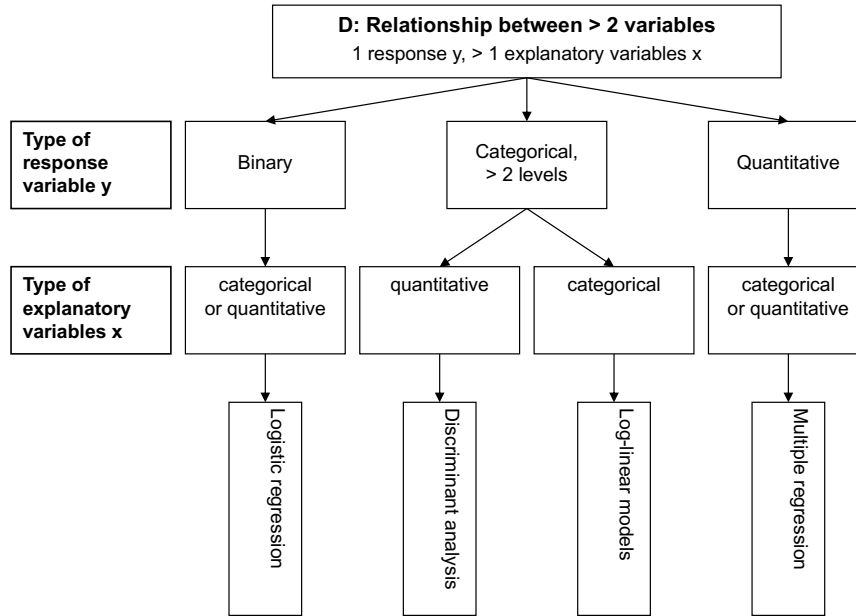 D: Relationship between > 2 variables
1 response y, > 1 explanatory variables x
Type of
response
variable y
Binary
Categorical,
> 2 levels
Quantitative
Type of
explanatory
variables x
categorical
or quantitative
quantitative
categorical
categorical
or quantitative
Logistic regression
Discriminant analysis
Log-linear models
Multiple regression